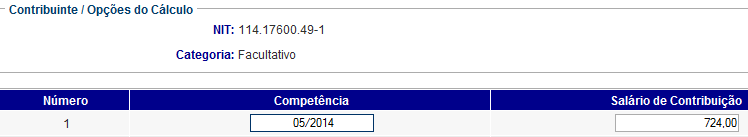 Contribuinte / Opções do Cálculo
NIT: 114.17600.49-1
Categoria: Facultativo
Número Competência Salário de Contribuição
1 05/2014 724,00